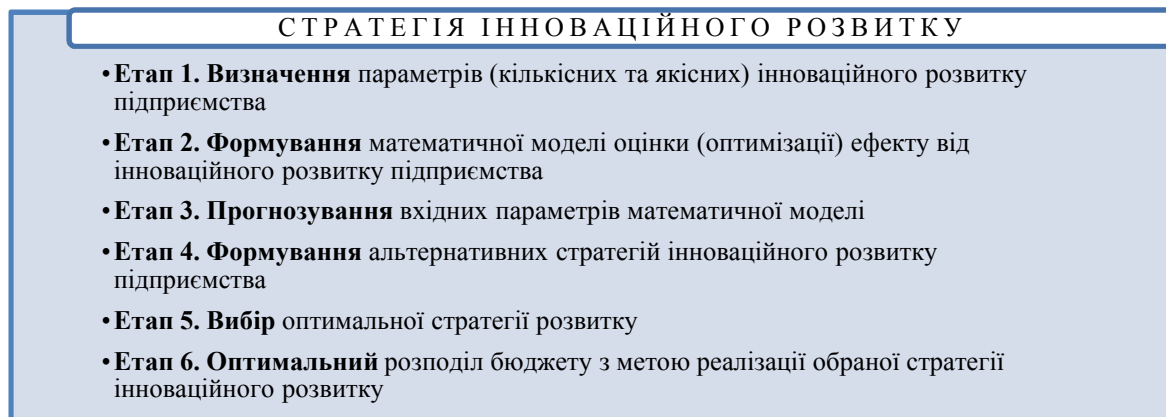 СТРАТЕГІЯ ІННОВАЦІЙНОГО РОЗВИТКУ
•Етап 1. Визначення параметрів (кількісних та якісних) інноваційного розвитку
підприємства
•Етап 2. Формування математичної моделі оцінки (оптимізації) ефекту від
інноваційного розвитку підприємства
•Етап 3. Прогнозування вхідних параметрів математичної моделі
•Етап 4. Формування альтернативних стратегій інноваційного розвитку
підприємства
•Етап 5. Вибір оптимальної стратегії розвитку
•Етап 6. Оптимальний розподіл бюджету з метою реалізації обраної стратегії
інноваційного розвитку